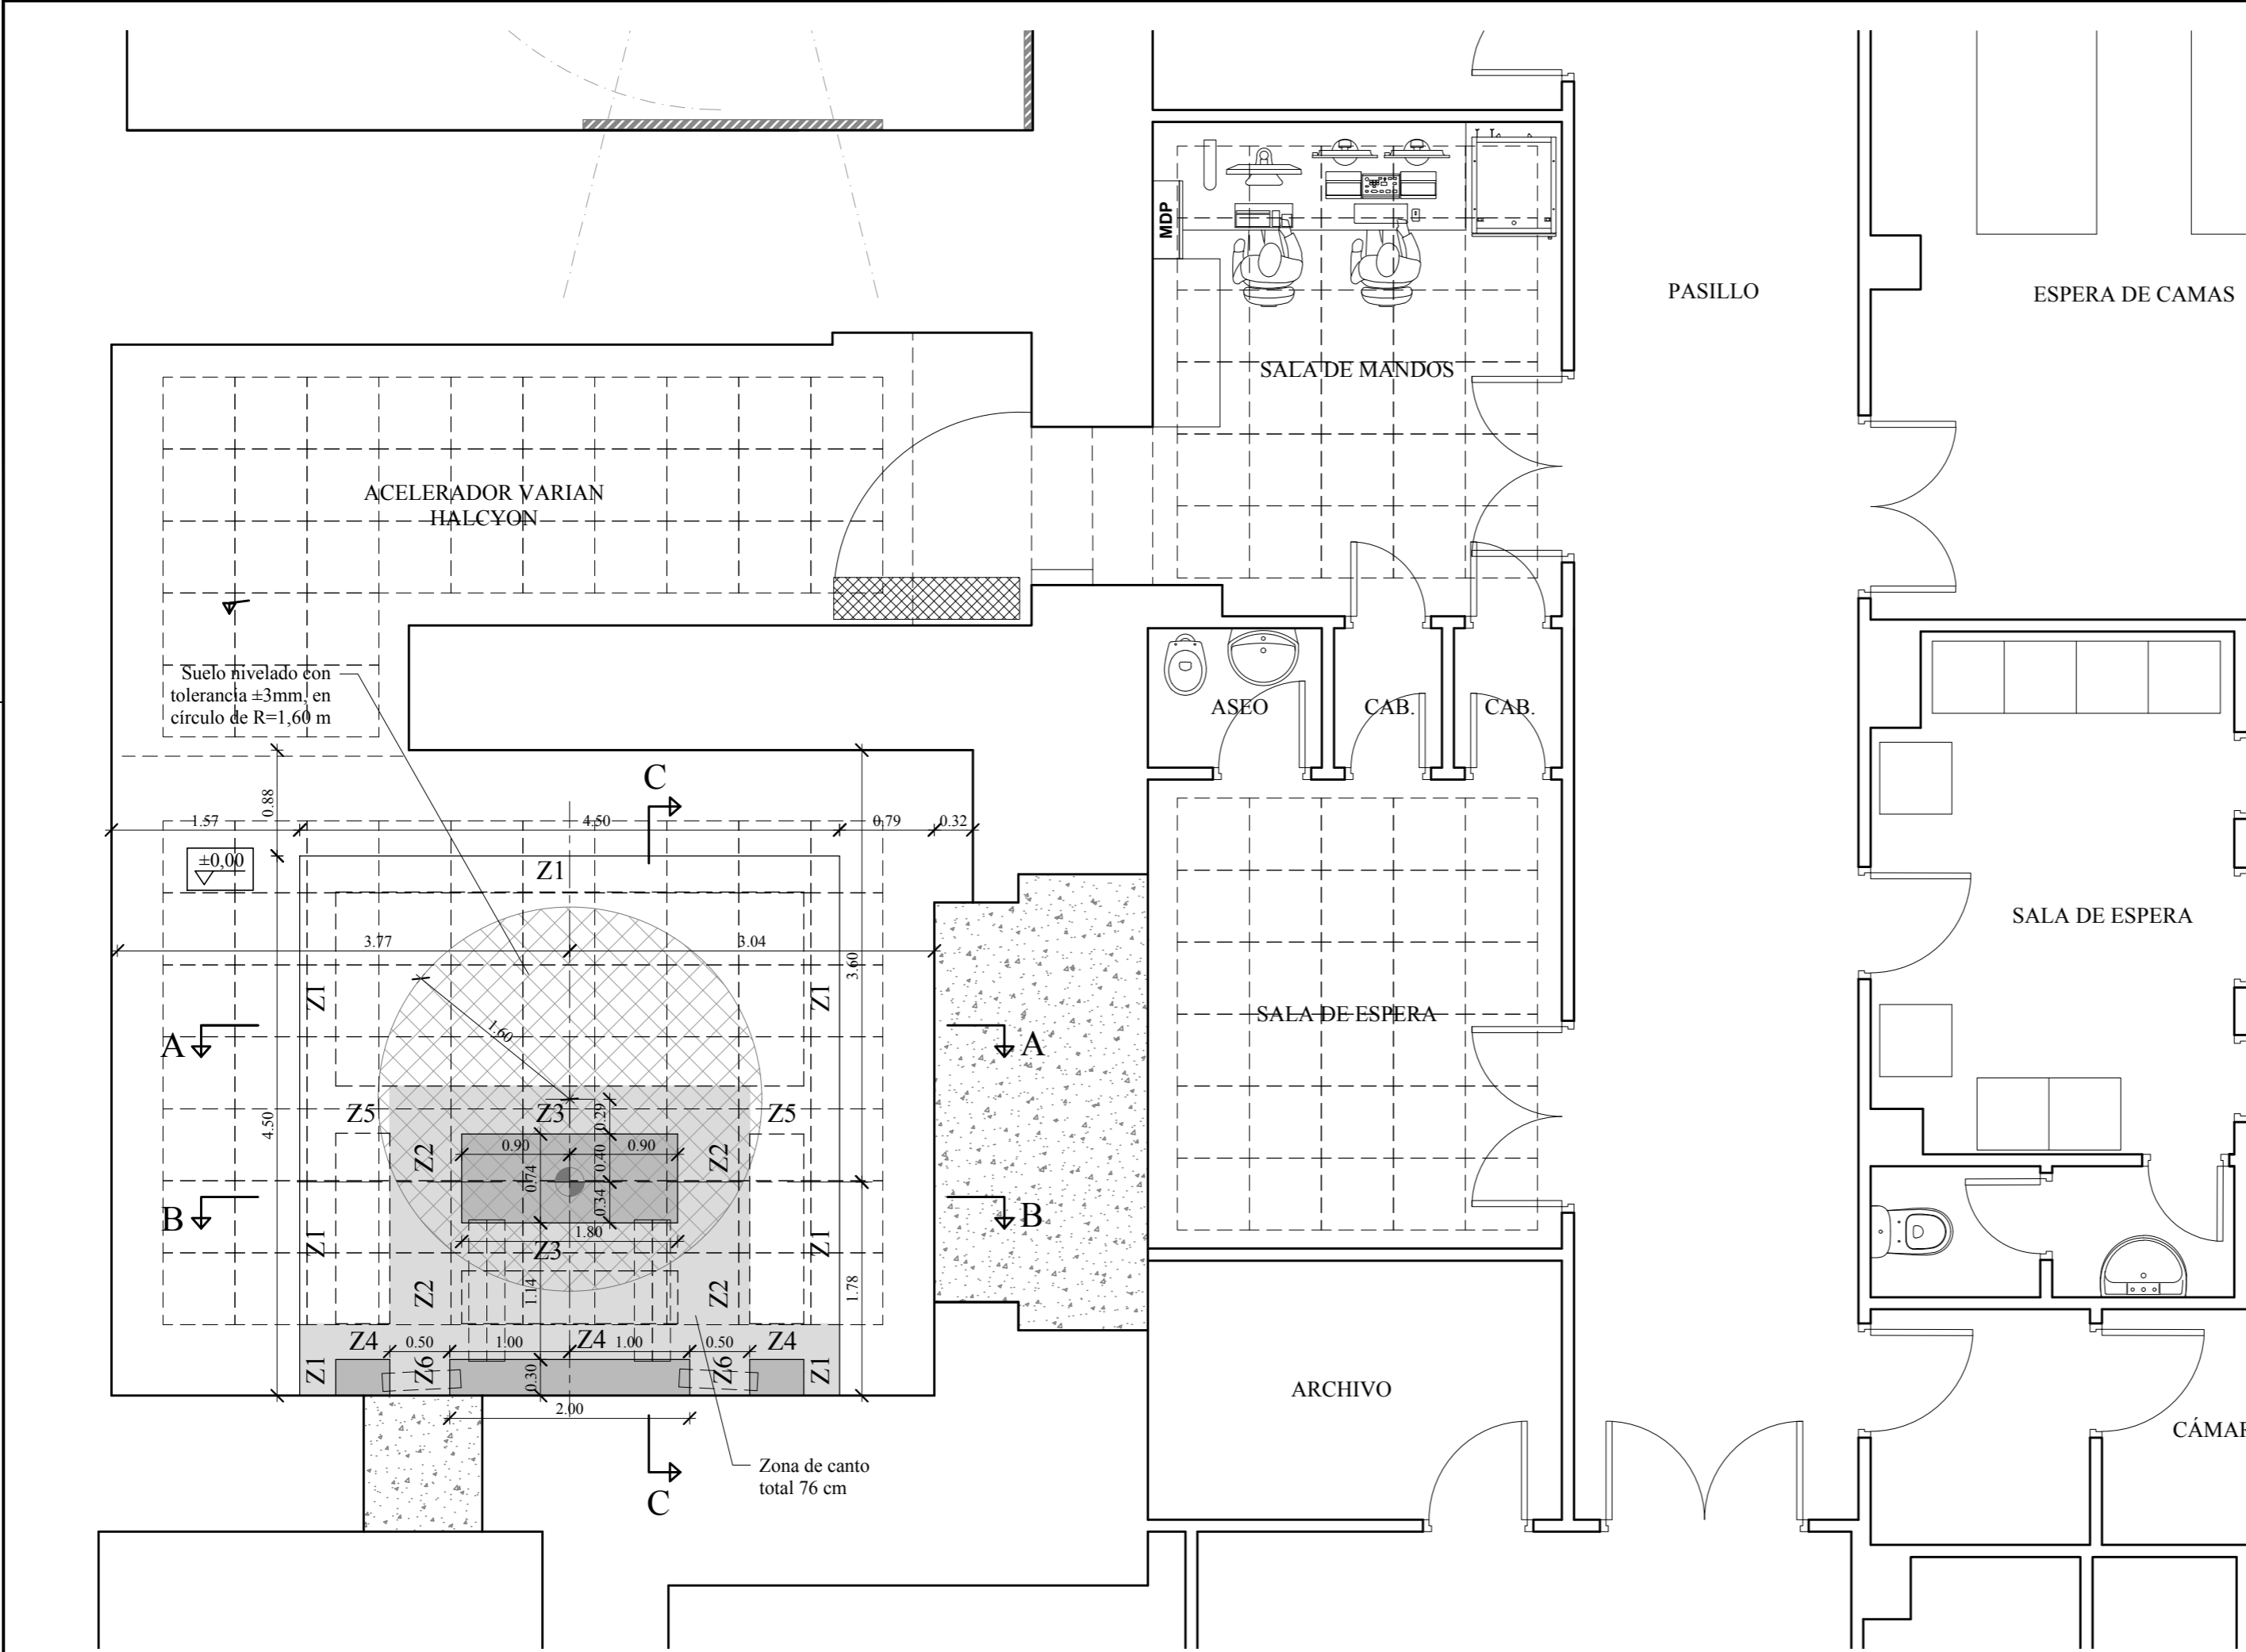 MDP
PASILLO
ESPERA DE CAMAS
SALA DE MANDOS
ACELERADOR VARIAN
HALCYON
Suelo nivelado con
tolerancia ±3mm, en
círculo de R=1,60 m
ASEO
CAB.
CAB.
C
0.88
1.57
4.50
0.79
0.32
±0,00
Z1
SALA DE ESPERA
3.77
3.04
3.60
Z1
Z1
1.60
SALA DE ESPERA
A
A
Z5
Z3
0.29
Z5
4.50
0.90
0.90
Z2
0.74
0.40
Z2
0.34
B
B
Z1
1.80
Z3
Z1
Z2
1.14
Z2
1.78
Z4
0.50
1.00
Z4
1.00
0.50
Z4
Z1
Z6
0.30
Z6
Z1
2.00
ARCHIVO
CÁMAR
Zona de canto
total 76 cm
C